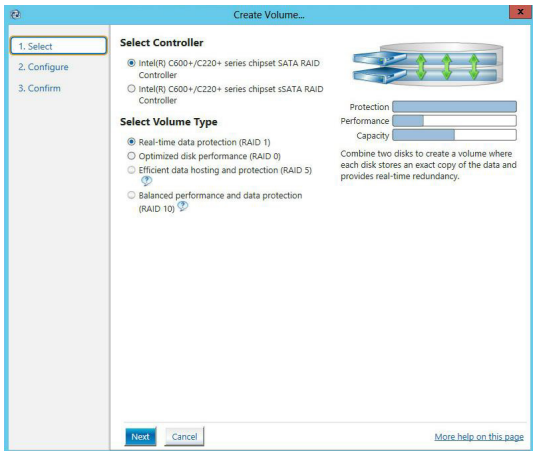 Create Volume...
x
1. Select
2. Configure
3. Confirm
Select Controller
Intel(R) C600+/C220+ series chipset SATA RAID
Controller
Intel(R) C600+/C220+ series chipset sSATA RAID
Controller
Select Volume Type
Real-time data protection (RAID 1)
Optimized disk performance (RAID 0)
Efficient data hosting and protection (RAID 5)
?
Balanced performance and data protection
(RAID 10) ?
Protection
Performance
Capacity
Combine two disks to create a volume where
each disk stores an exact copy of the data and
provides real-time redundancy.
Next
Cancel
More help on this page